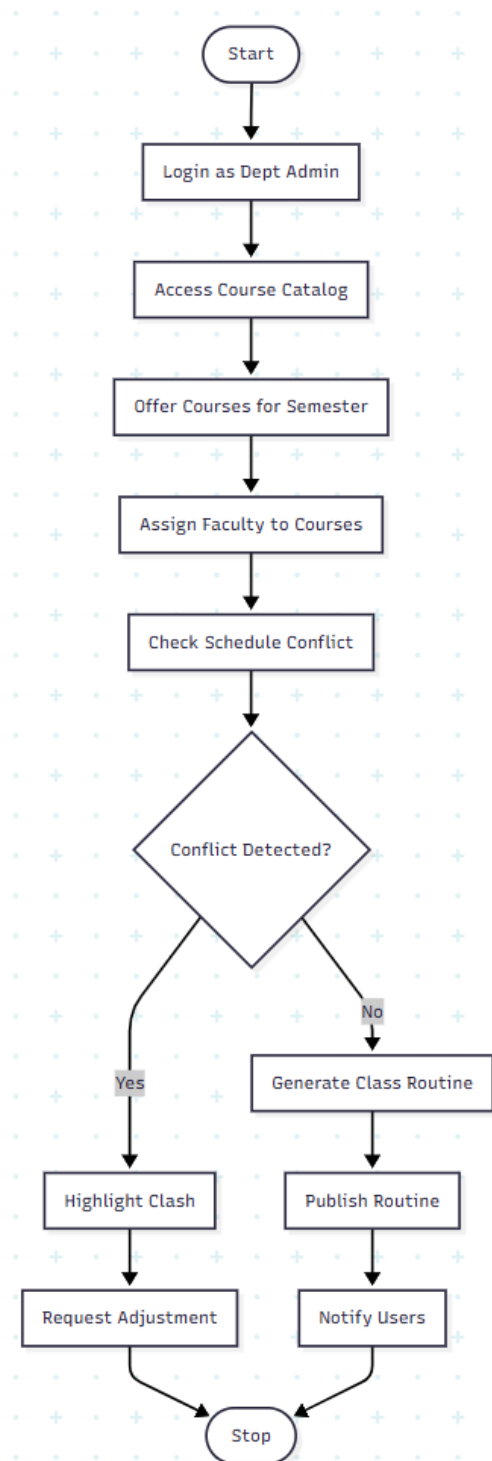 Start
Login as Dept Admin
Access Course Catalog
Offer Courses for Semester
Assign Faculty to Courses
Check Schedule Conflict
Conflict Detected?
No
Yes
Generate Class Routine
Highlight Clash
Publish Routine
Request Adjustment
Notify Users
Stop